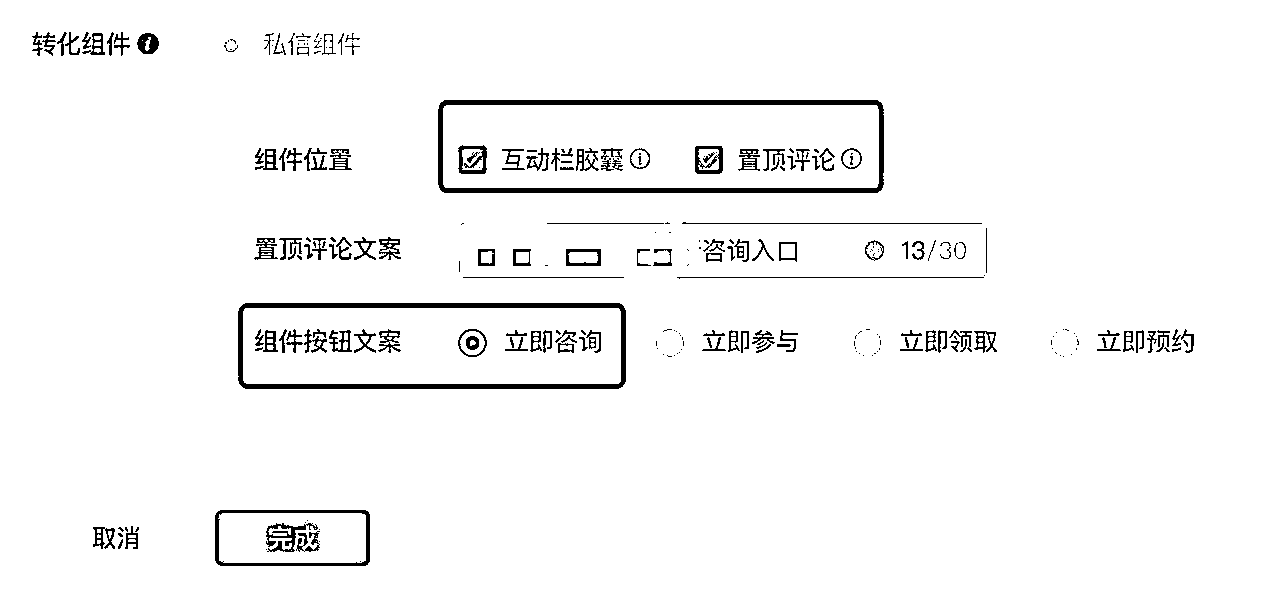 转化组件 私信组件
组件位置 互动栏胶囊 置顶评论
置顶评论文案 咨询入口 13/30
组件按钮文案 立即咨询 立即参与 立即领取 立即预约
取消 完成